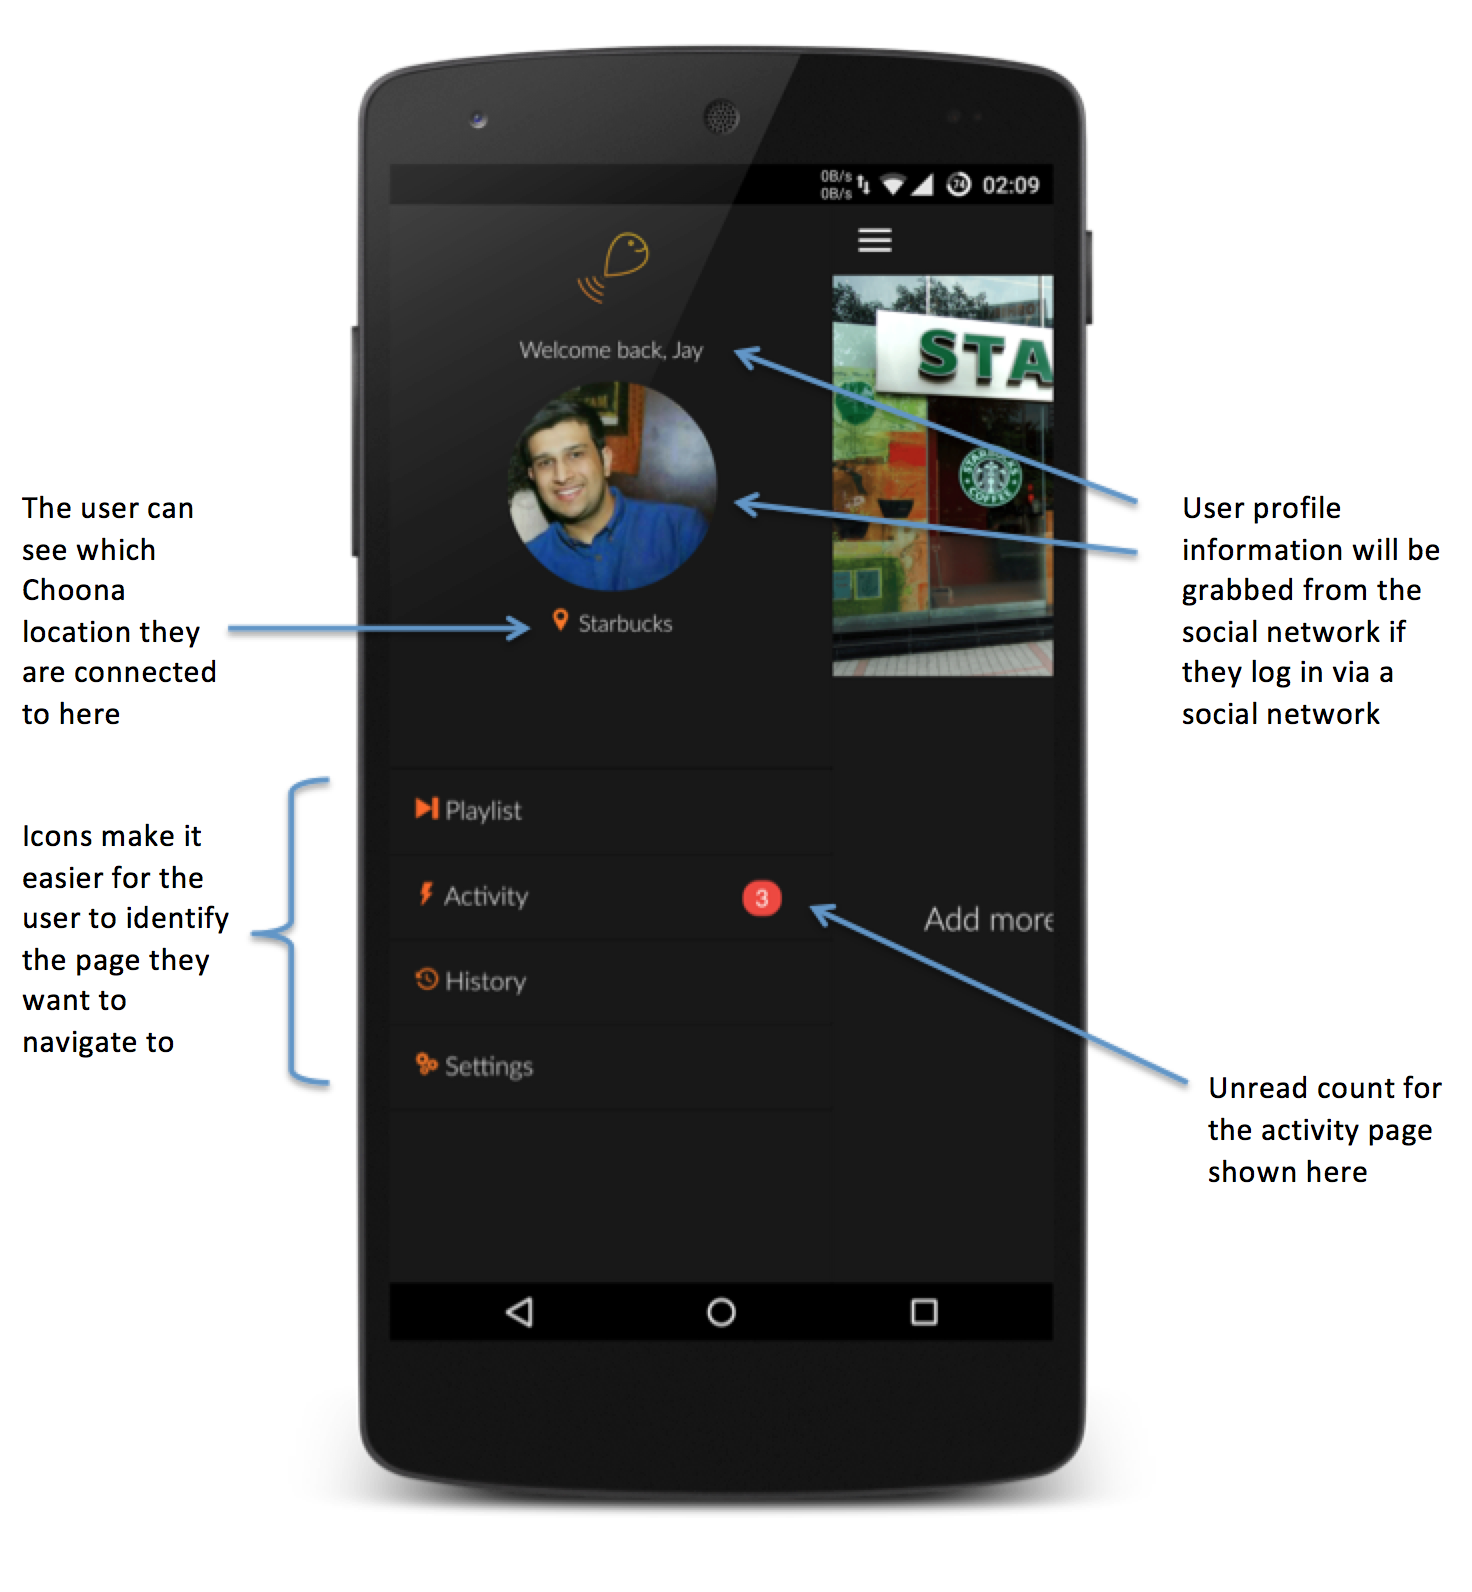 0B/s
0B/s
74
02:09
Welcome back, Jay
STA
STARBUCKS
COFFEE
Starbucks
The user can
see which
Choona
location they
are connected
to here
User profile
information will be
grabbed from the
social network if
they log in via a
social network
Icons make it
easier for the
user to identify
the page they
want to
navigate to
Playlist
Activity
3
History
Settings
Add more
Unread count for
the activity page
shown here